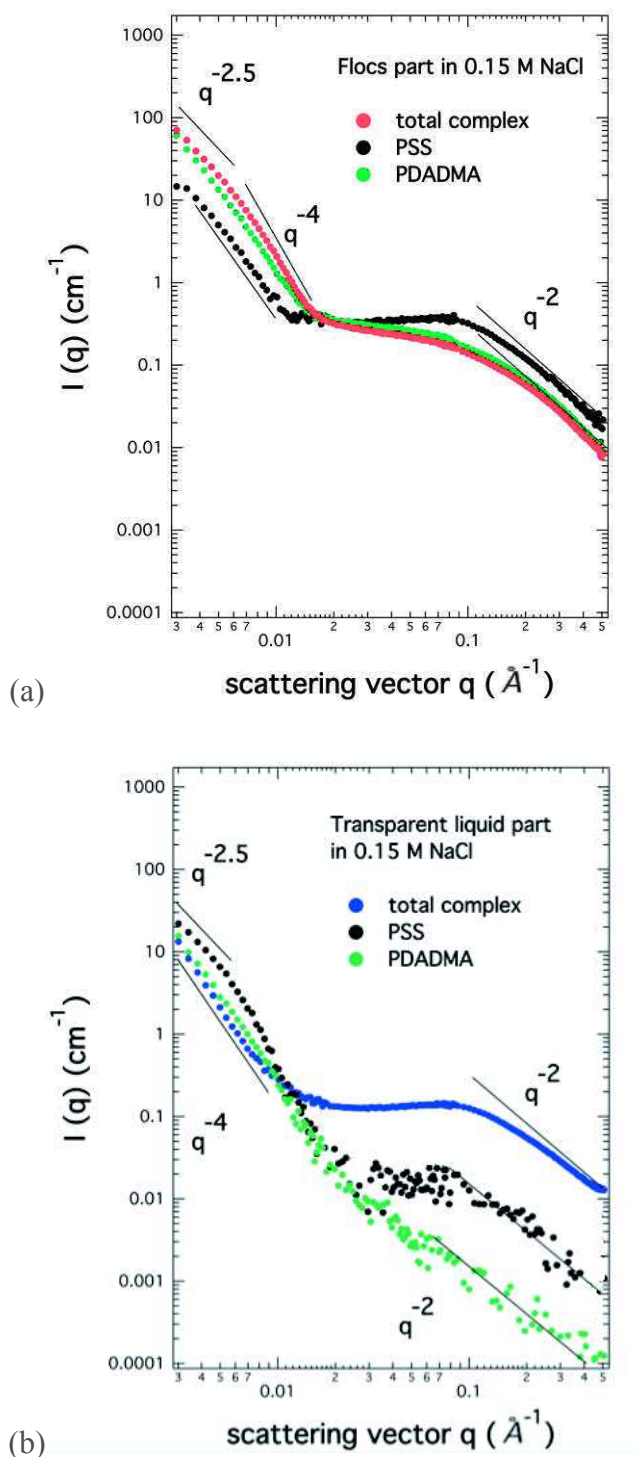 1000
100
10
1
0.1
0.01
0.001
0.0001
I (q) (cm⁻¹)
q⁻²·⁵
Flocs part in 0.15 M NaCl
total complex
PSS
PDADMA
q⁻⁴
q⁻²
3 4 5 6 7 0.01 2 3 4 5 6 7 0.1 2 3 4 5
scattering vector q ( Å⁻¹)
(a)
1000
100
10
1
0.1
0.01
0.001
0.0001
I (q) (cm⁻¹)
q⁻²·⁵
Transparent liquid part
in 0.15 M NaCl
total complex
PSS
PDADMA
q⁻⁴
q⁻²
q⁻²
3 4 5 6 7 0.01 2 3 4 5 6 7 0.1 2 3 4 5
scattering vector q ( Å⁻¹)
(b)